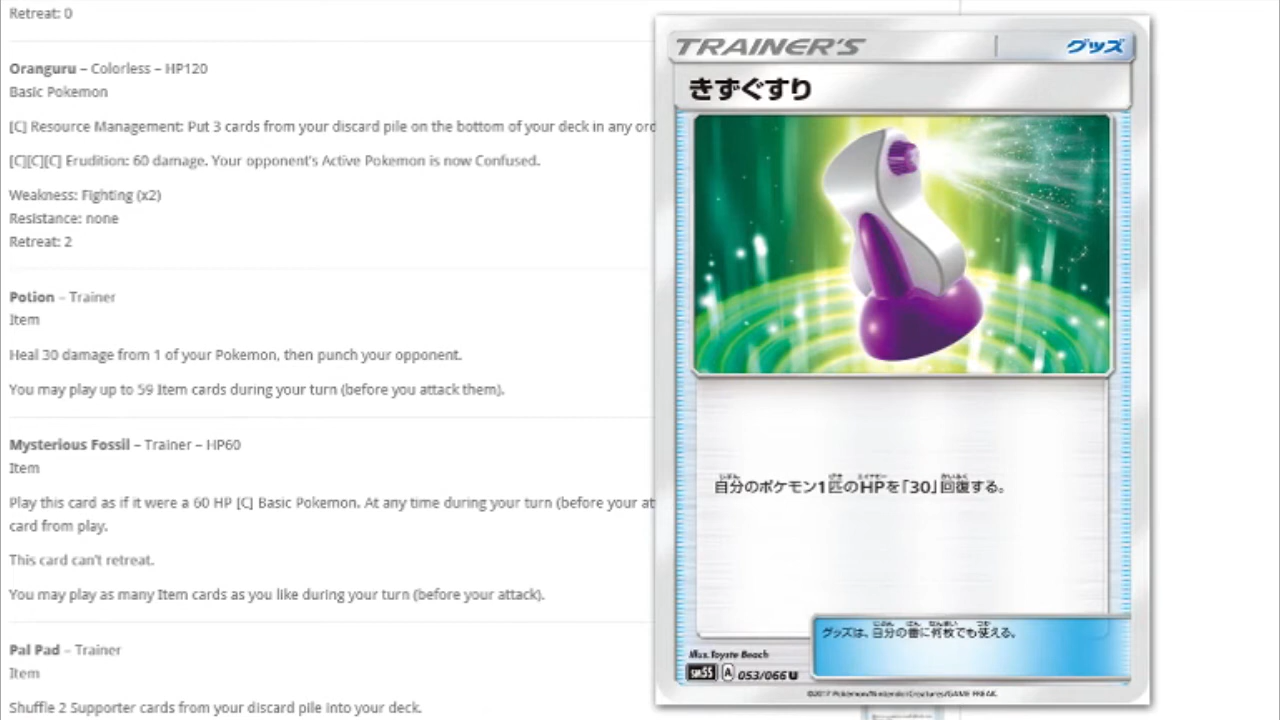 Retreat: 0
Oranguru – Colorless – HP120
Basic Pokemon
[C] Resource Management: Put 3 cards from your discard pile on the bottom of your deck in any ord
[C][C][C] Erudition: 60 damage. Your opponent's Active Pokemon is now Confused.
Weakness: Fighting (x2)
Resistance: none
Retreat: 2
Potion – Trainer
Item
Heal 30 damage from 1 of your Pokemon, then punch your opponent.
You may play up to 59 Item cards during your turn (before you attack them).
Mysterious Fossil – Trainer – HP60
Item
Play this card as if it were a 60 HP [C] Basic Pokemon. At any time during your turn (before your at
card from play.
This card can't retreat.
You may play as many Item cards as you like during your turn (before your attack).
Pal Pad – Trainer
Item
Shuffle 2 Supporter cards from your discard pile into your deck.
TRAINER'S
グッズ
きずぐすり
自分のポケモン1匹のHPを「30」回復する。
グッズは、自分の番に何枚でも使える。
Illus. Toyste Beach
A 053/066 U
©2017 Pokémon/Nintendo/Creatures/GAME FREAK.